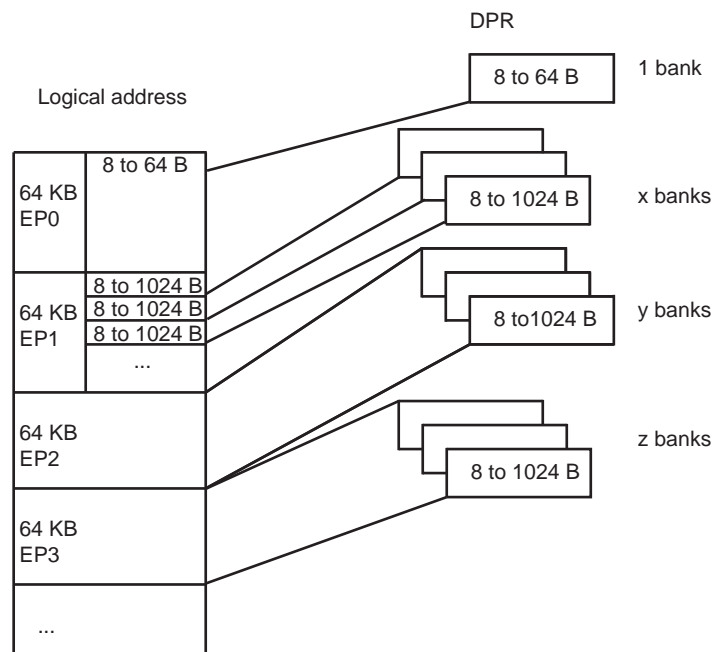 DPR
8 to 64 B
1 bank
Logical address
8 to 64 B
64 KB
EP0
8 to 1024 B
x banks
8 to 1024 B
8 to 1024 B
8 to 1024 B
...
64 KB
EP1
8 to1024 B
y banks
64 KB
EP2
8 to 1024 B
z banks
64 KB
EP3
...